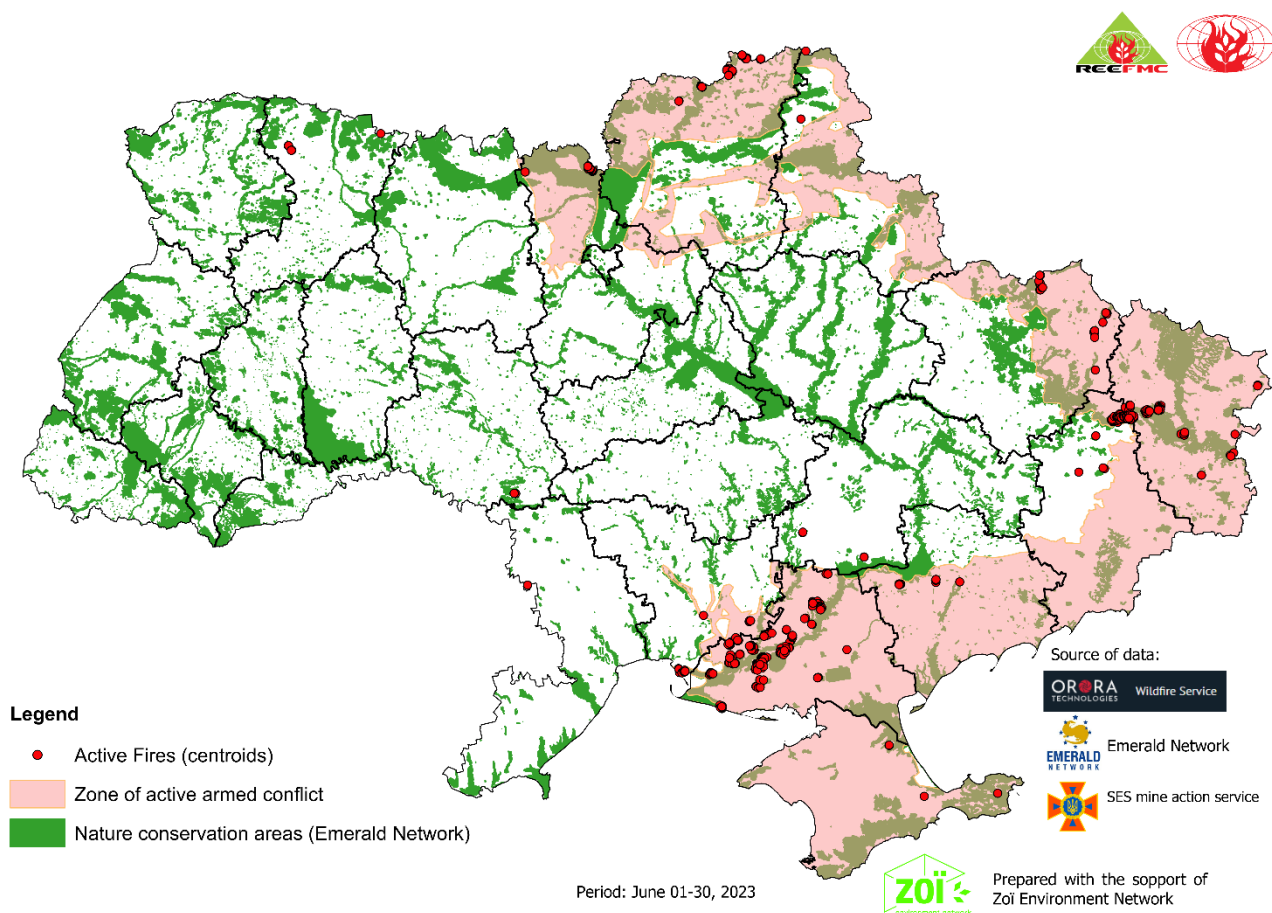 REEFMC
Source of data:
ORORA
TECHNOLOGIES
Wildfire Service
Legend
Active Fires (centroids)
EMERALD
NETWORK
Emerald Network
Zone of active armed conflict
SES mine action service
Nature conservation areas (Emerald Network)
Period: June 01-30, 2023
zoï
environment network
Prepared with the sopport of
Zoï Environment Network